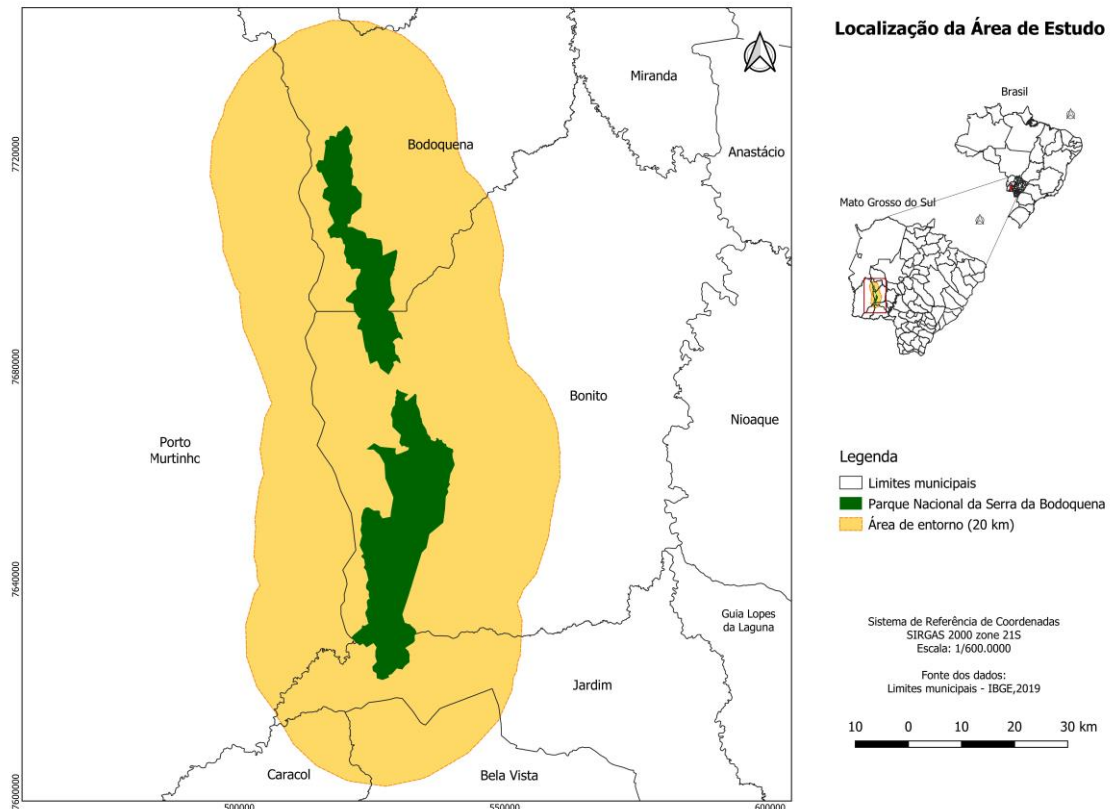 Localização da Área de Estudo
Brasil
Mato Grosso do Sul
Miranda
Bodoquena
Anastácio
Bonito
Nioaque
Porto
Murtinhc
Guia Lopes
da Laguna
Jardim
Caracol
Bela Vista
7720000
7680000
7640000
7600000
500000
550000
600000
Legenda
Limites municipais
Parque Nacional da Serra da Bodoquena
Área de entorno (20 km)
Sistema de Referência de Coordenadas
SIRGAS 2000 zone 21S
Escala: 1/600.0000
Fonte dos dados:
Limites municipais - IBGE,2019
10 0 10 20 30 km